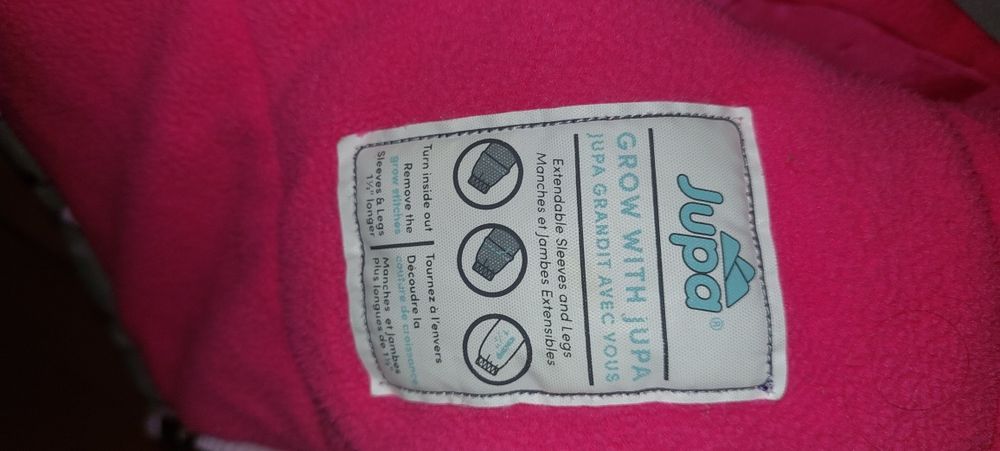 Jupa®
GROW WITH JUPA
JUPA GRANDIT AVEC VOUS
Extendable Sleeves and Legs
Manches et Jambes Extensibles
Turn inside out
Remove the
grow stitches
Sleeves & Legs
1½" longer
Tournez à l'envers
Découdre la
couture de croissance
Manches et Jambes
plus longues de 1½"